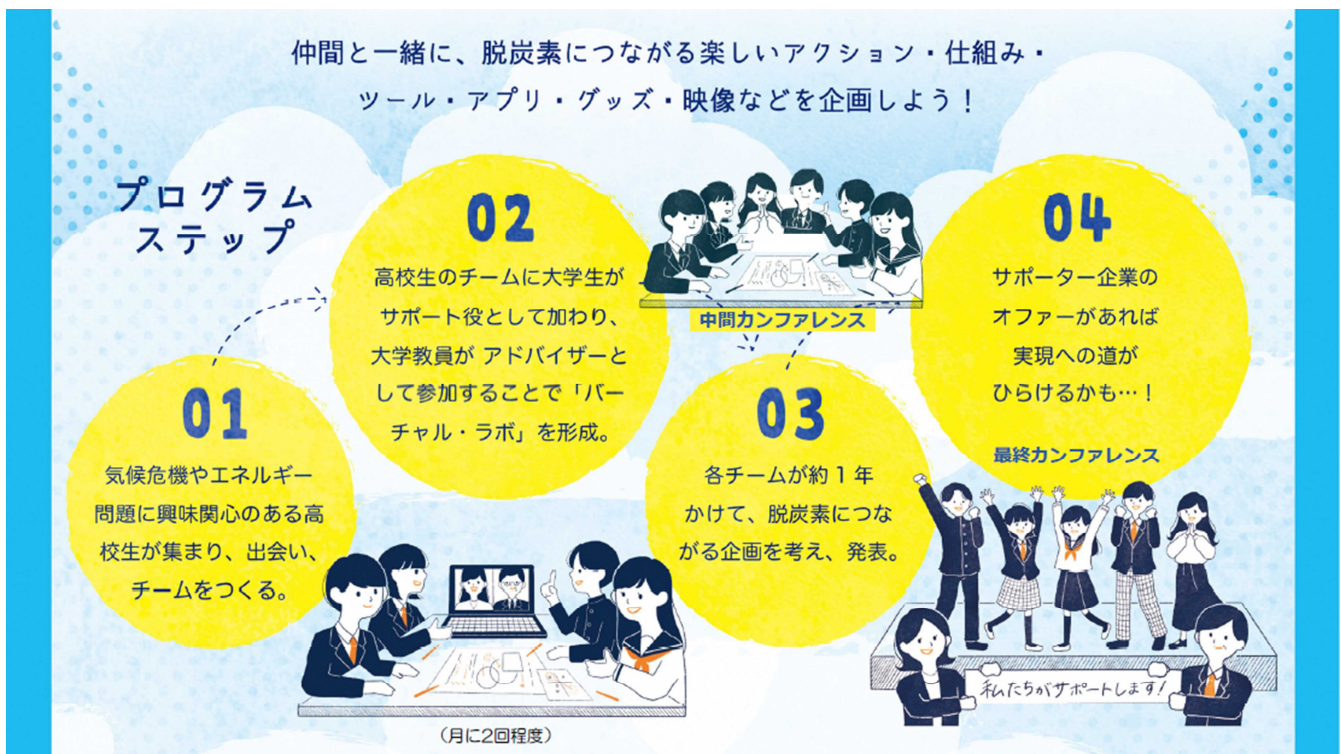 仲間と一緒に、脱炭素につながる楽しいアクション・仕組み・
ツール・アプリ・グッズ・映像などを企画しよう！
プログラム
ステップ
01
気候危機やエネルギー
問題に興味関心のある高
校生が集まり、出会い、
チームをつくる。
02
高校生のチームに大学生が
サポート役として加わり、
大学教員が アドバイザーと
して参加することで「バー
チャル・ラボ」を形成。
（月に2回程度）
中間カンファレンス
03
各チームが約１年
かけて、脱炭素につな
がる企画を考え、発表。
04
サポーター企業の
オファーがあれば
実現への道が
ひらけるかも…！
最終カンファレンス
私たちがサポートします！